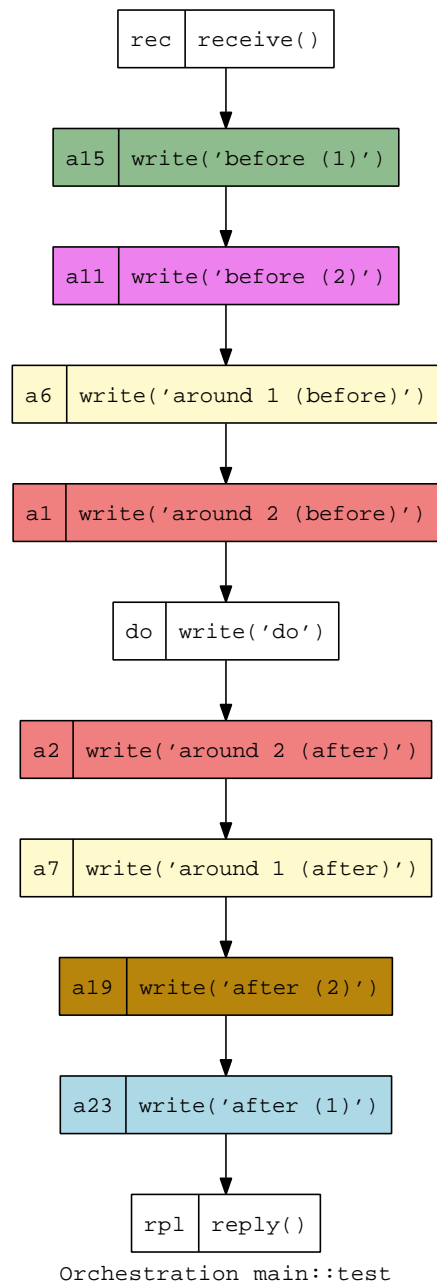 rec receive()
a15 write('before (1)')
a11 write('before (2)')
a6 write('around 1 (before)')
a1 write('around 2 (before)')
do write('do')
a2 write('around 2 (after)')
a7 write('around 1 (after)')
a19 write('after (2)')
a23 write('after (1)')
rpl reply()
Orchestration main::test